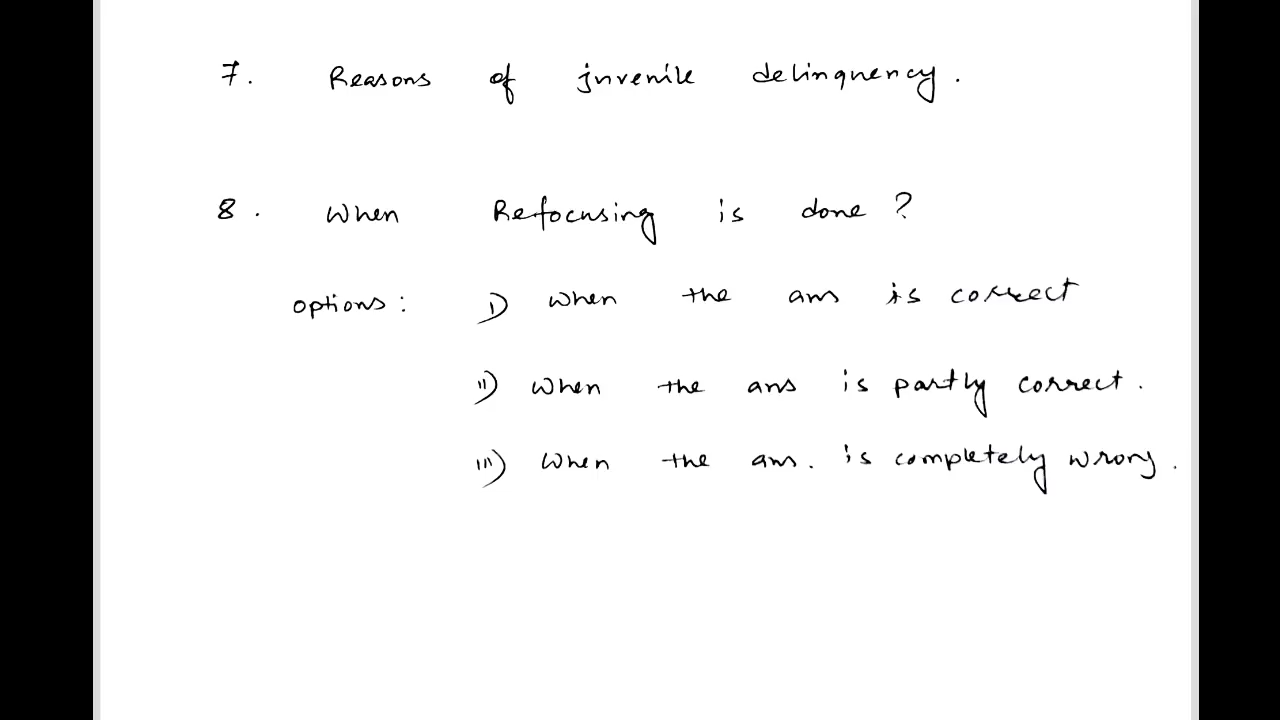 7. Reasons of juvenile delinquency.
8. When Refocusing is done?
options: i) when the ans is correct
ii) when the ans is partly correct.
iii) when the ans. is completely wrong.